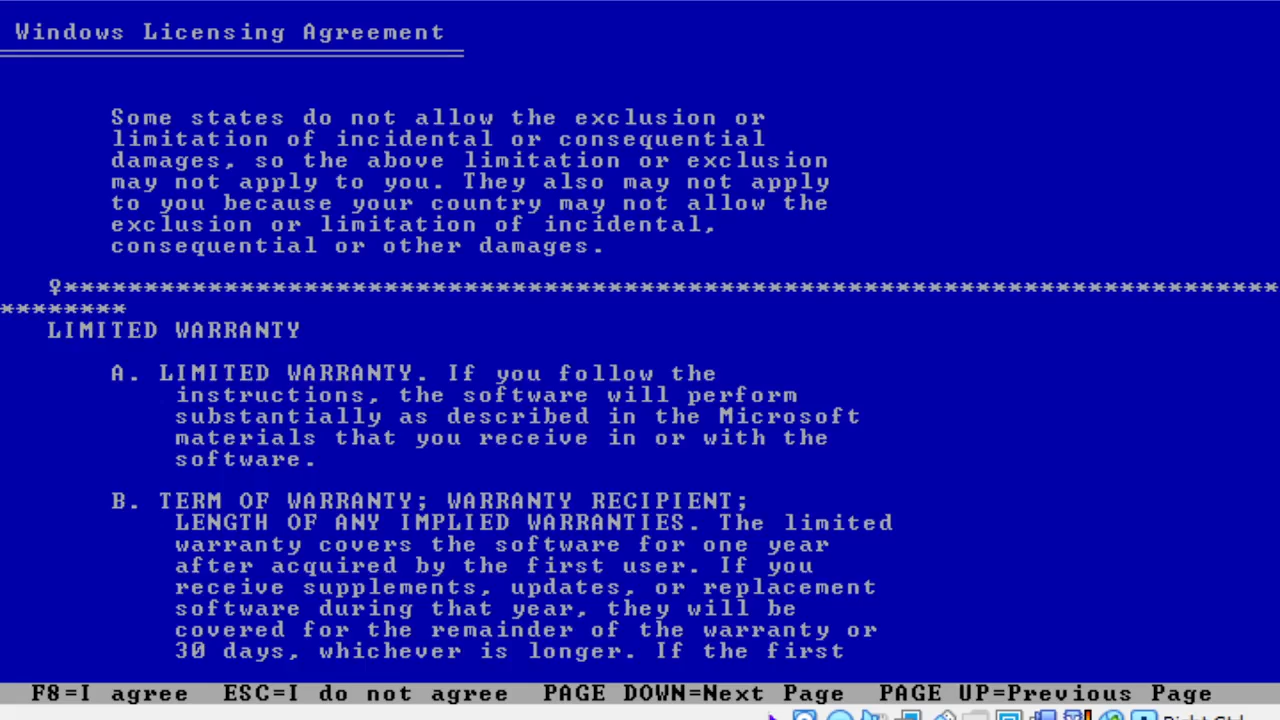 Windows Licensing Agreement
Some states do not allow the exclusion or
limitation of incidental or consequential
damages, so the above limitation or exclusion
may not apply to you. They also may not apply
to you because your country may not allow the
exclusion or limitation of incidental,
consequential or other damages.
♀****************************************************************************
********
LIMITED WARRANTY
A. LIMITED WARRANTY. If you follow the
instructions, the software will perform
substantially as described in the Microsoft
materials that you receive in or with the
software.
B. TERM OF WARRANTY; WARRANTY RECIPIENT;
LENGTH OF ANY IMPLIED WARRANTIES. The limited
warranty covers the software for one year
after acquired by the first user. If you
receive supplements, updates, or replacement
software during that year, they will be
covered for the remainder of the warranty or
30 days, whichever is longer. If the first
F8=I agree ESC=I do not agree PAGE DOWN=Next Page PAGE UP=Previous Page
Right Ctrl